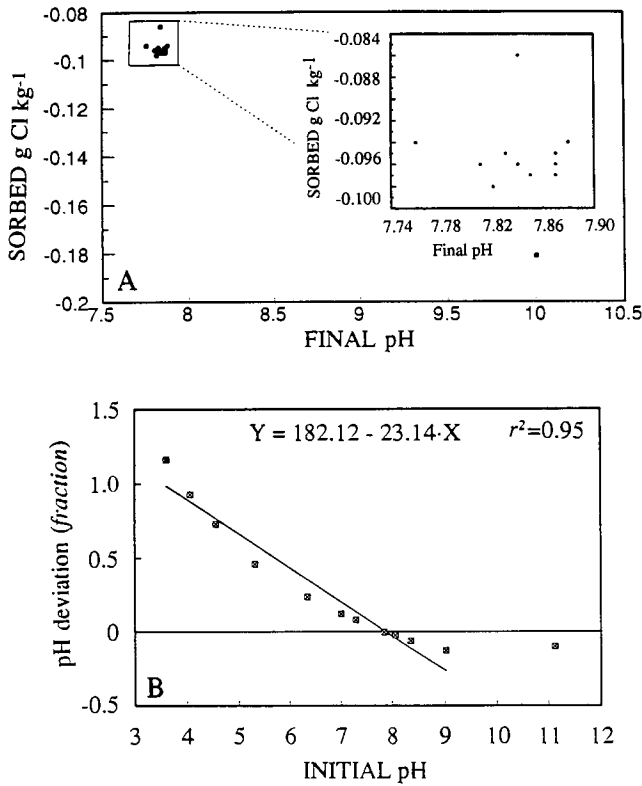 -0.08
-0.1
-0.12
-0.14
-0.16
-0.18
-0.2
SORBED g Cl kg-1
A
7.5
8
8.5
9
9.5
10
10.5
FINAL pH
-0.084
-0.088
-0.092
-0.096
-0.100
SORBED g Cl kg-1
7.74
7.78
7.82
7.86
7.90
Final pH
1.5
1.0
0.5
0
-0.5
pH deviation (fraction)
Y = 182.12 - 23.14·X r²=0.95
B
3 4 5 6 7 8 9 10 11 12
INITIAL pH